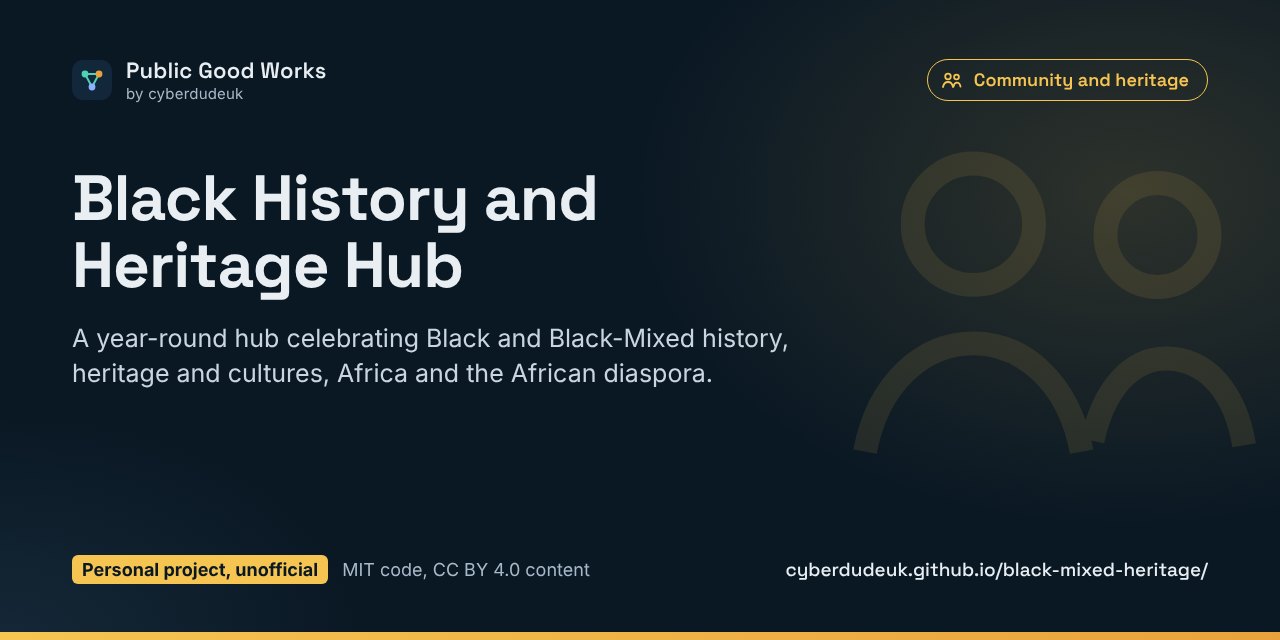 Public Good Works
by cyberdudeuk
Community and heritage
Black History and
Heritage Hub
A year-round hub celebrating Black and Black-Mixed history,
heritage and cultures, Africa and the African diaspora.
Personal project, unofficial
MIT code, CC BY 4.0 content
cyberdudeuk.github.io/black-mixed-heritage/